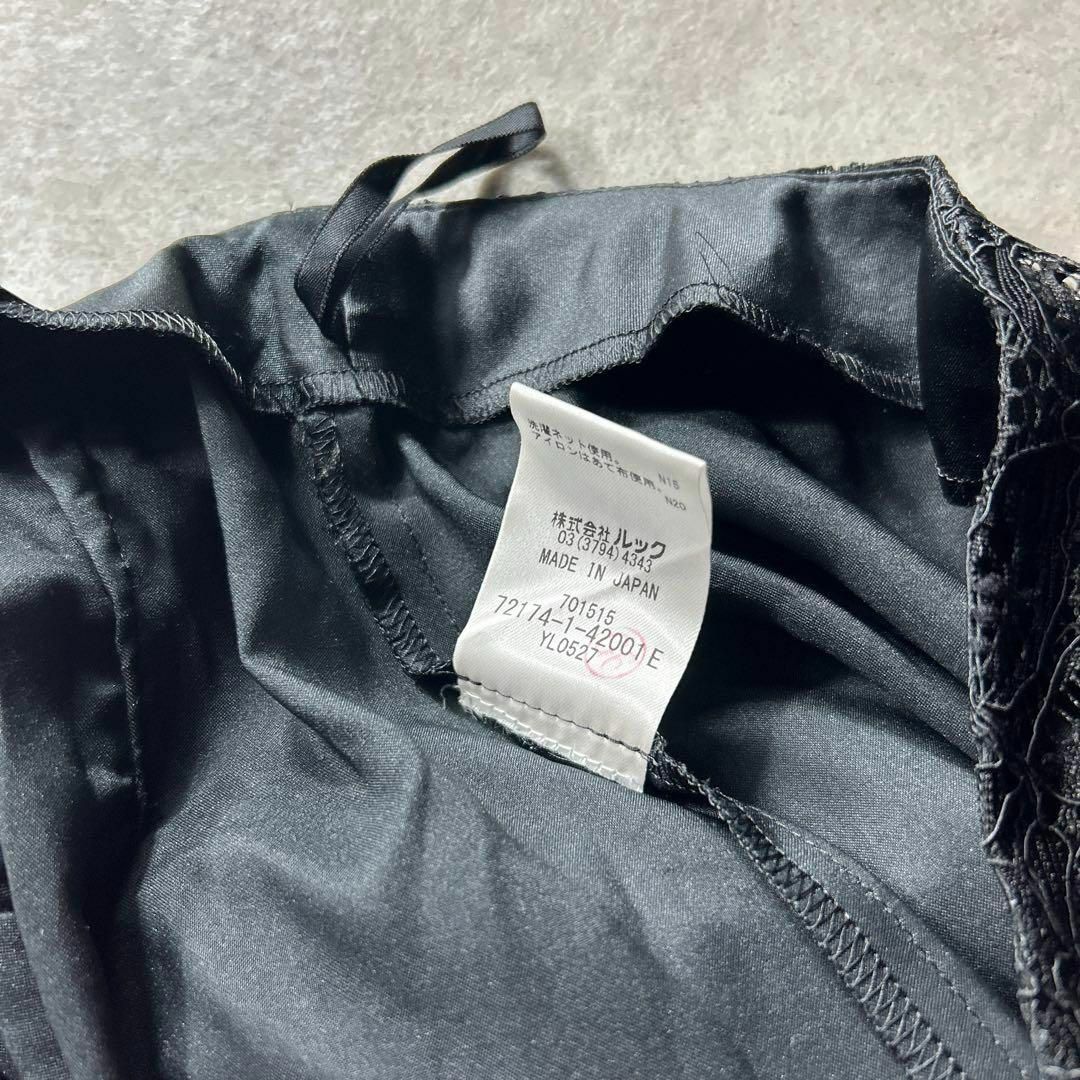 洗濯ネット使用。 N15
アイロンはあて布使用。 N20
株式会社 ルック
03(3794)4343
MADE IN JAPAN
701515
72174-1-42001 E
YL0527